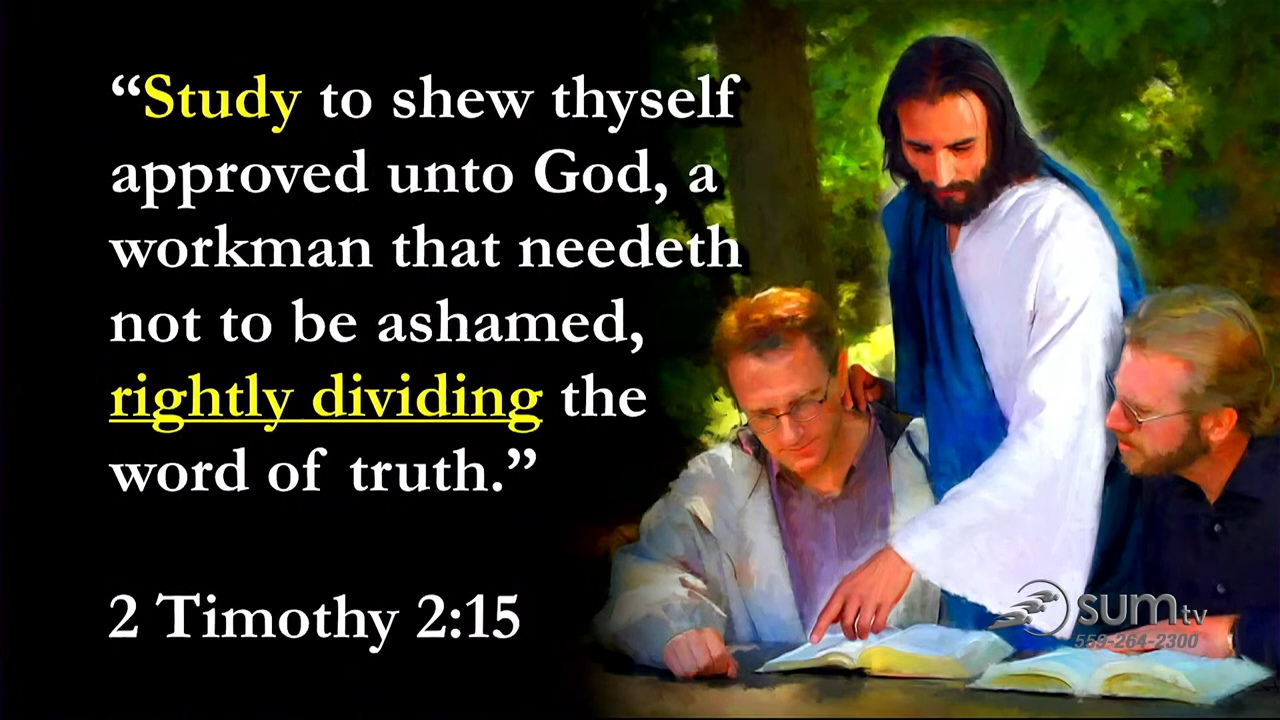 “Study to shew thyself
approved unto God, a
workman that needeth
not to be ashamed,
rightly dividing the
word of truth.”
2 Timothy 2:15
sumtv
559-264-2300